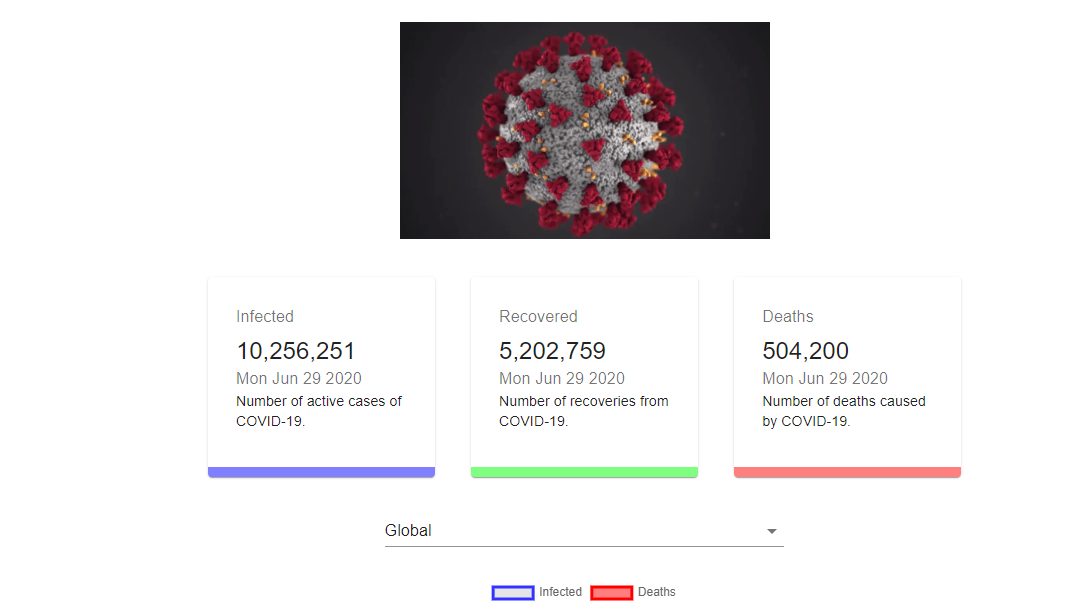 Infected
10,256,251
Mon Jun 29 2020
Number of active cases of
COVID-19.
Recovered
5,202,759
Mon Jun 29 2020
Number of recoveries from
COVID-19.
Deaths
504,200
Mon Jun 29 2020
Number of deaths caused
by COVID-19.
Global
Infected Deaths